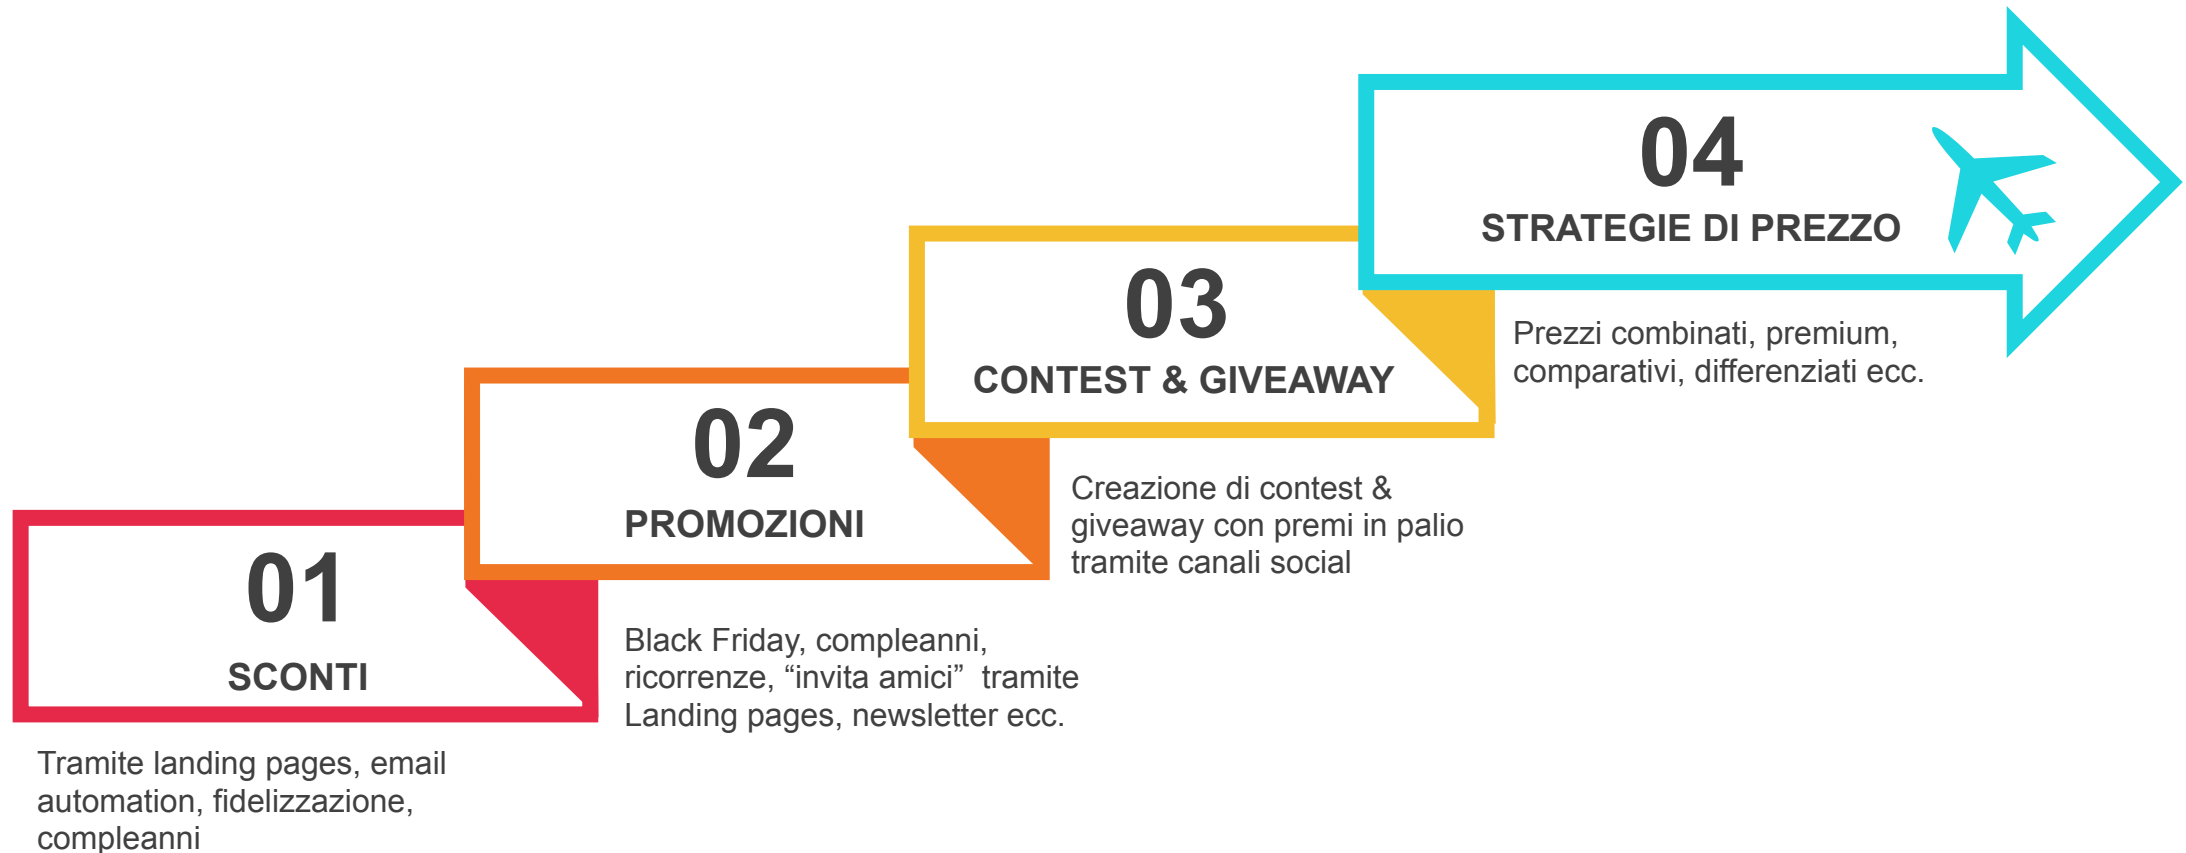 01
SCONTI
Tramite landing pages, email
automation, fidelizzazione,
compleanni
02
PROMOZIONI
Black Friday, compleanni,
ricorrenze, “invita amici”  tramite
Landing pages, newsletter ecc.
03
CONTEST & GIVEAWAY
Creazione di contest &
giveaway con premi in palio
tramite canali social
04
STRATEGIE DI PREZZO
Prezzi combinati, premium,
comparativi, differenziati ecc.